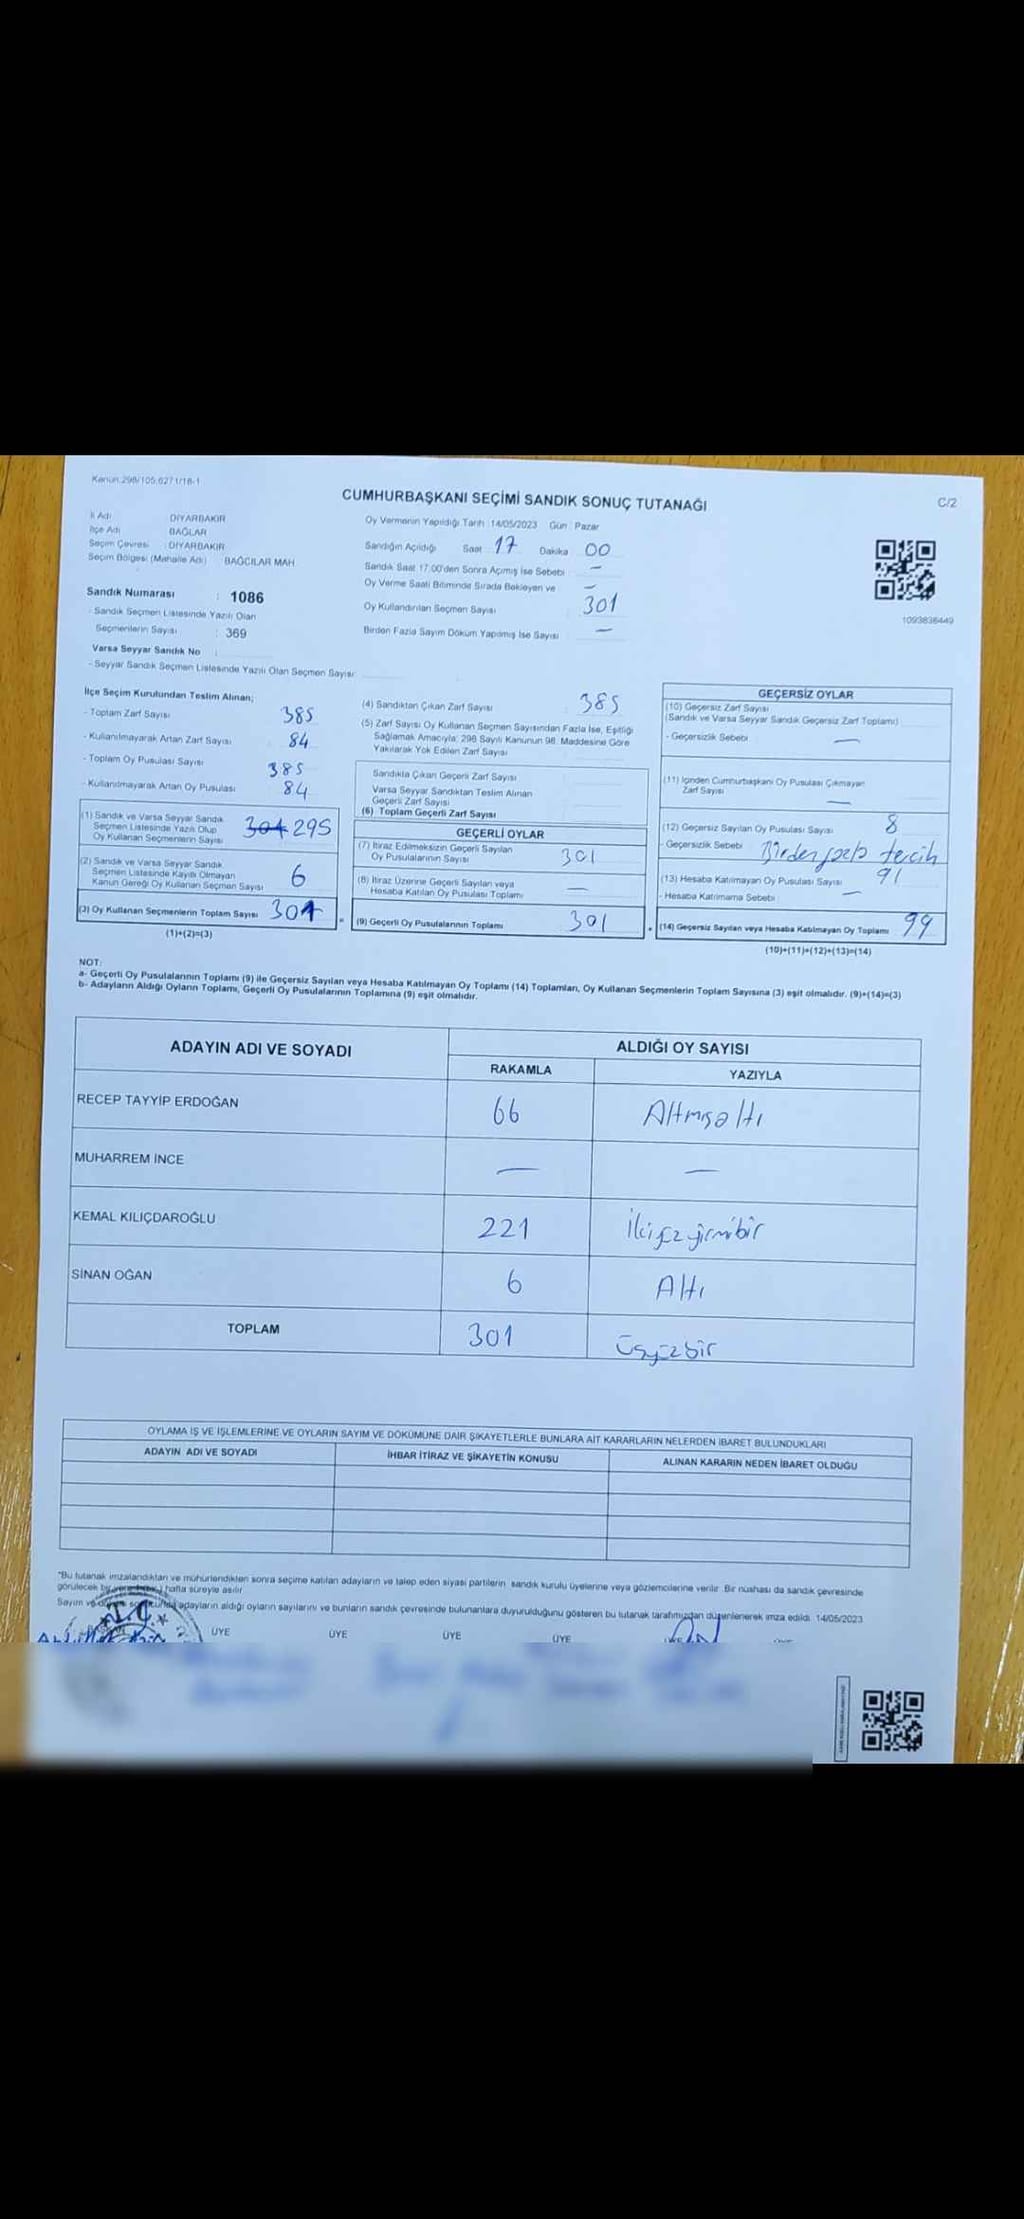 Kanun:298/105,6271/18-1
C/2
CUMHURBAŞKANI SEÇİMİ SANDIK SONUÇ TUTANAĞI
İl Adı DİYARBAKIR
İlçe Adı BAĞLAR
Seçim Çevresi : DİYARBAKIR
Seçim Bölgesi (Mahalle Adı) BAĞCILAR MAH
Sandık Numarası : 1086
- Sandık Seçmen Listesinde Yazılı Olan
Seçmenlerin Sayısı : 369
Varsa Seyyar Sandık No :
- Seyyar Sandık Seçmen Listesinde Yazılı Olan Seçmen Sayısı:
Oy Vermenin Yapıldığı Tarih :14/05/2023 Gün : Pazar
Sandığın Açıldığı Saat 17 Dakika 00
Sandık Saat 17:00'den Sonra Açılmış İse Sebebi : —
Oy Verme Saati Bitiminde Sırada Bekleyen ve —
Oy Kullandırılan Seçmen Sayısı : 301
Birden Fazla Sayım Döküm Yapılmış İse Sayısı —
1093636449
İlçe Seçim Kurulundan Teslim Alınan;
- Toplam Zarf Sayısı 385
- Kullanılmayarak Artan Zarf Sayısı 84
- Toplam Oy Pusulası Sayısı 385
- Kullanılmayarak Artan Oy Pusulası 84
(1) Sandık ve Varsa Seyyar Sandık
Seçmen Listesinde Yazılı Olup
Oy Kullanan Seçmenlerin Sayısı 301 295
(2) Sandık ve Varsa Seyyar Sandık
Seçmen Listesinde Kayıtlı Olmayan
Kanun Gereği Oy Kullanan Seçmen Sayısı 6
(3) Oy Kullanan Seçmenlerin Toplam Sayısı 301
(1)+(2)=(3)
=
(4) Sandıktan Çıkan Zarf Sayısı : 385
(5) Zarf Sayısı Oy Kullanan Seçmen Sayısından Fazla İse, Eşitliği
Sağlamak Amacıyla; 298 Sayılı Kanunun 98. Maddesine Göre
Yakılarak Yok Edilen Zarf Sayısı
Sandıkta Çıkan Geçerli Zarf Sayısı
Varsa Seyyar Sandıktan Teslim Alınan
Geçerli Zarf Sayısı
(6) Toplam Geçerli Zarf Sayısı
GEÇERLİ OYLAR
(7) İtiraz Edilmeksizin Geçerli Sayılan
Oy Pusulalarının Sayısı : 301
(8) İtiraz Üzerine Geçerli Sayılan veya
Hesaba Katılan Oy Pusulası Toplamı : —
(9) Geçerli Oy Pusulalarının Toplamı : 301
+
GEÇERSİZ OYLAR
(10) Geçersiz Zarf Sayısı
(Sandık ve Varsa Seyyar Sandık Geçersiz Zarf Toplamı)
- Geçersizlik Sebebi : —
(11) İçinden Cumhurbaşkanı Oy Pusulası Çıkmayan
Zarf Sayısı —
(12) Geçersiz Sayılan Oy Pusulası Sayısı 8
- Geçersizlik Sebebi Birden fazla tercih
(13) Hesaba Katılmayan Oy Pusulası Sayısı 91
- Hesaba Katılmama Sebebi : —
(14) Geçersiz Sayılan veya Hesaba Katılmayan Oy Toplamı 99
(10)+(11)+(12)+(13)=(14)
NOT:
a- Geçerli Oy Pusulalarının Toplamı (9) ile Geçersiz Sayılan veya Hesaba Katılmayan Oy Toplamı (14) Toplamları, Oy Kullanan Seçmenlerin Toplam Sayısına (3) eşit olmalıdır. (9)+(14)=(3)
b- Adayların Aldığı Oyların Toplamı, Geçerli Oy Pusulalarının Toplamına (9) eşit olmalıdır.
ADAYIN ADI VE SOYADI
ALDIĞI OY SAYISI
RAKAMLA YAZIYLA
RECEP TAYYİP ERDOĞAN 66 Altmışaltı
MUHARREM İNCE — —
KEMAL KILIÇDAROĞLU 221 İkiyüzyirmibir
SİNAN OĞAN 6 Altı
TOPLAM 301 Üçyüzbir
OYLAMA İŞ VE İŞLEMLERİNE VE OYLARIN SAYIM VE DÖKÜMÜNE DAİR ŞİKAYETLERLE BUNLARA AİT KARARLARIN NELERDEN İBARET BULUNDUKLARI
ADAYIN ADI VE SOYADI İHBAR İTİRAZ VE ŞİKAYETİN KONUSU ALINAN KARARIN NEDEN İBARET OLDUĞU
"Bu tutanak imzalandıktan ve mühürlendikten sonra seçime katılan adayların ve talep eden siyasi partilerin sandık kurulu üyelerine veya gözlemcilerine verilir. Bir nüshası da sandık çevresinde
görülecek bir hafta süreyle asılır.
Sayım ve adayların aldığı oyların sayılarını ve bunların sandık çevresinde bulunanlara duyurulduğunu gösteren bu tutanak tarafımızdan düzenlenerek imza edildi. 14/05/2023
T.C.
ÜYE ÜYE ÜYE ÜYE